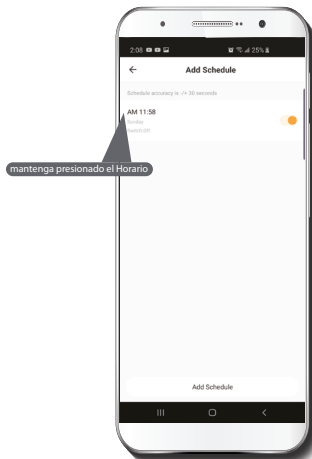 2:08 25%
Add Schedule
Schedule accuracy is -/+ 30 seconds
AM 11:58
Sunday
Switch:Off
mantenga presionado el Horario
Add Schedule